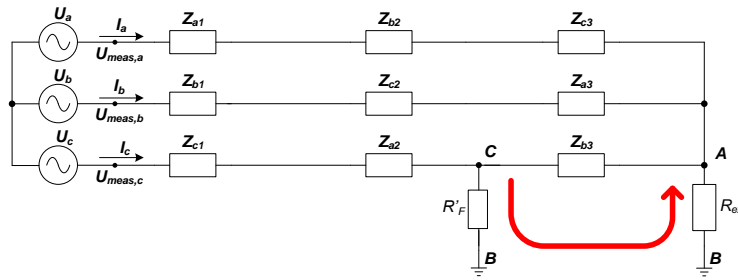 Ua Ia Za1 Zb2 Zc3
Umeas,a
Ub Ib Zb1 Zc2 Za3
Umeas,b
Uc Ic Zc1 Za2 C Zb3 A
Umeas,c
R'F Re
B B